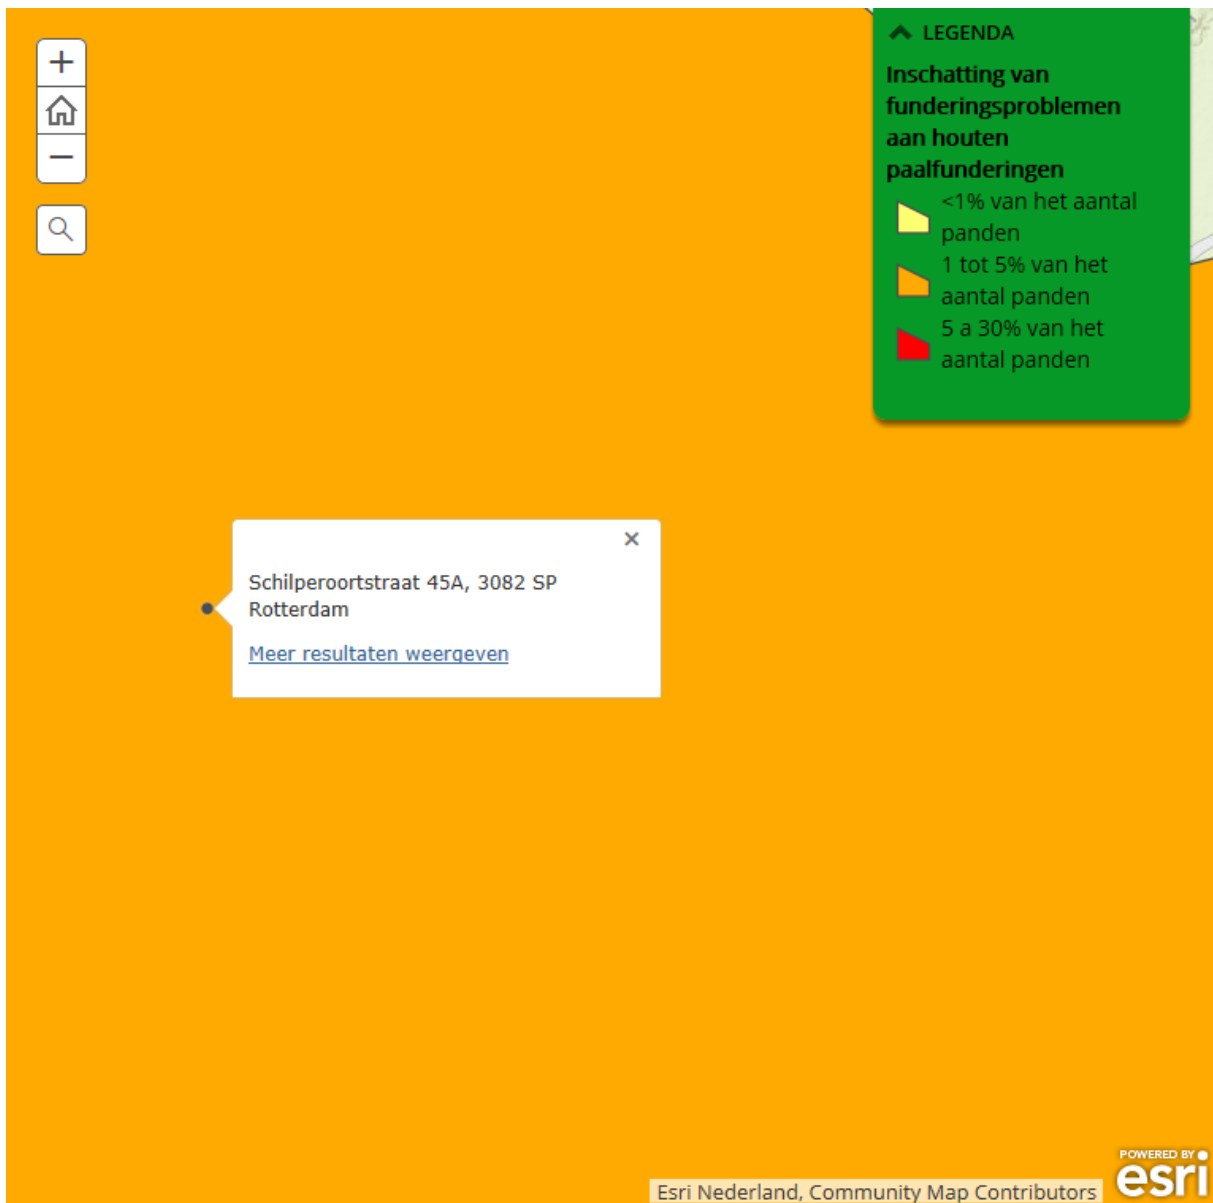 LEGENDA
Inschatting van
funderingsproblemen
aan houten
paalfunderingen
<1% van het aantal
panden
1 tot 5% van het
aantal panden
5 a 30% van het
aantal panden
Schilperoortstraat 45A, 3082 SP
Rotterdam
Meer resultaten weergeven
POWERED BY
esri
Esri Nederland, Community Map Contributors